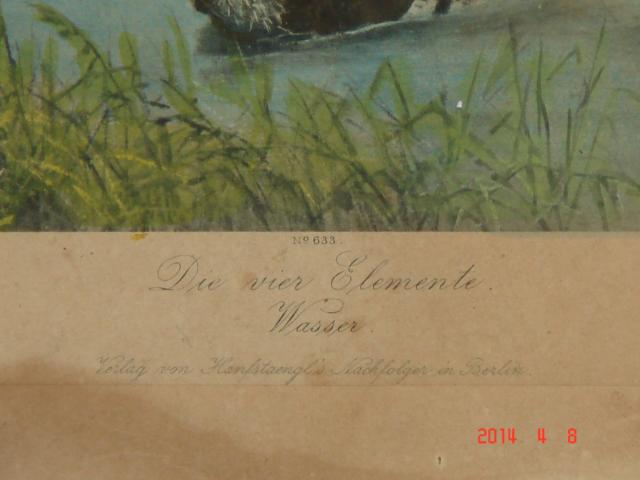 Nº 633.
Die vier Elemente.
Wasser.
Verlag von Hanfstaengl's Nachfolger in Berlin.
2014 4 8